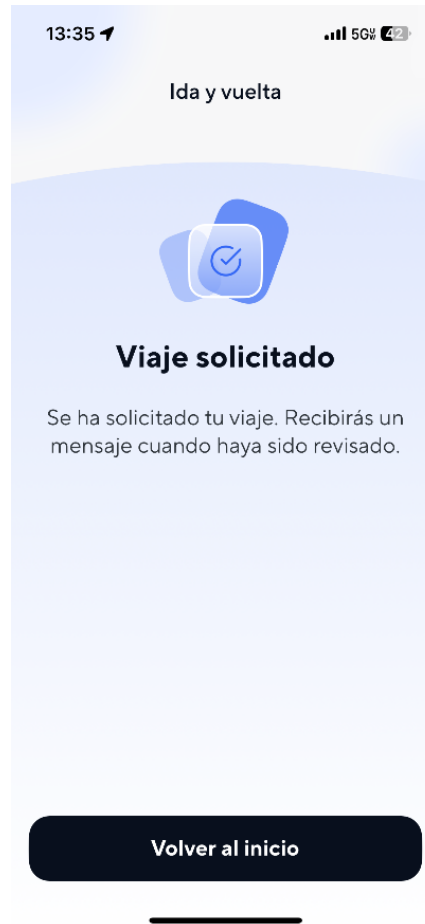 13:35
5G 42
Ida y vuelta
Viaje solicitado
Se ha solicitado tu viaje. Recibirás un
mensaje cuando haya sido revisado.
Volver al inicio